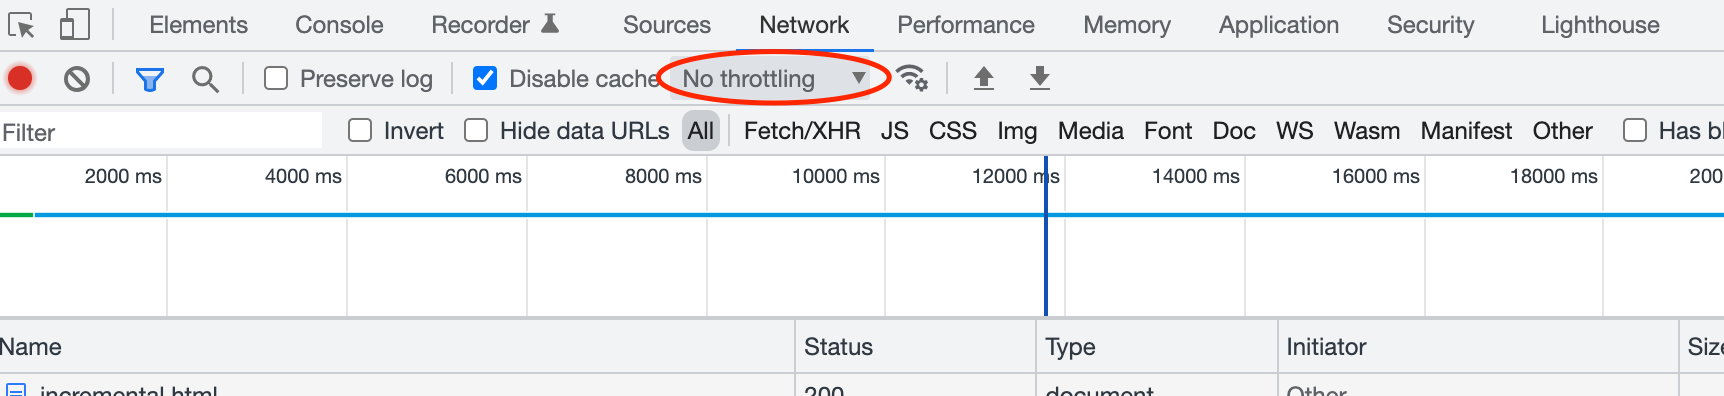 Elements Console Recorder Sources Network Performance Memory Application Security Lighthouse
Preserve log Disable cache No throttling
Filter Invert Hide data URLs All Fetch/XHR JS CSS Img Media Font Doc WS Wasm Manifest Other Has bl
2000 ms 4000 ms 6000 ms 8000 ms 10000 ms 12000 ms 14000 ms 16000 ms 18000 ms 200
Name Status Type Initiator Size
incremental.html 200 document Other